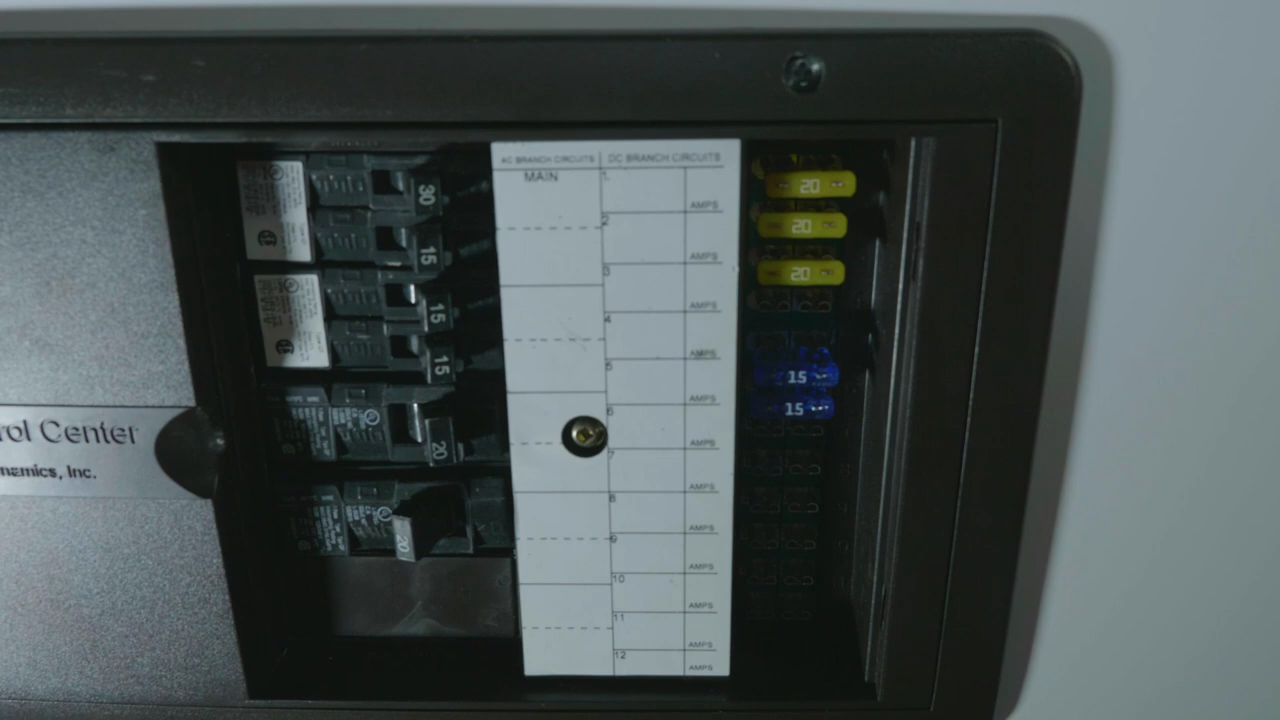 rol Center
namics, Inc.
30
15
15
15
20
20
AC BRANCH CIRCUITS
MAIN
DC BRANCH CIRCUITS
1.
AMPS
2
AMPS
3
AMPS
4
AMPS
5
AMPS
6
AMPS
7
AMPS
8
AMPS
9
AMPS
10
AMPS
11
AMPS
12
AMPS
20
20
20
15
15